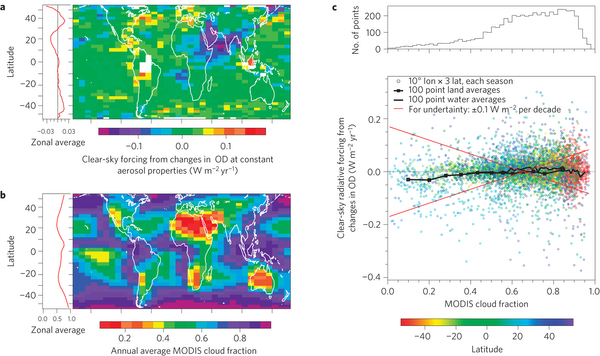 a
Latitude
40
20
0
−20
−40
−0.03
0.03
Zonal average
−0.1
0.0
0.1
Clear-sky forcing from changes in OD at constant
aerosol properties (W m−2 yr−1)
b
Latitude
40
20
0
−20
−40
0.0 0.5 1.0
Zonal average
0.2
0.4
0.6
0.8
Annual average MODIS cloud fraction
c
No. of points
200
100
0
10° lon × 3 lat, each season
100 point land averages
100 point water averages
For undertainty: ±0.1 W m−2 per decade
Clear-sky radiative forcing from
changes in OD (W m−2 yr−1)
0.2
0.0
−0.2
−0.4
0.0
0.2
0.4
0.6
0.8
1.0
MODIS cloud fraction
−40
−20
0
20
40
Latitude